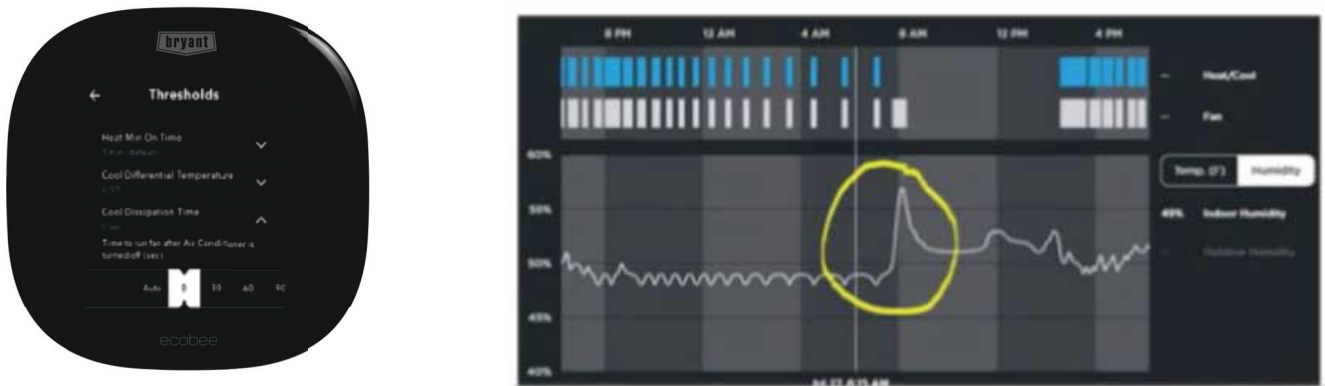 bryant
Thresholds
Heat Min On Time
Cool Differential Temperature
Cool Dissipation Time
Time to run fan after Air Conditioner is
turned off (sec)
Auto 0 30 60 90
ecobee
8 PM 12 AM 4 AM 8 AM 12 PM 4 PM
Heat/Cool
Fan
60%
Temp. (F) Humidity
55%
49% Indoor Humidity
Outdoor Humidity
50%
45%
40%